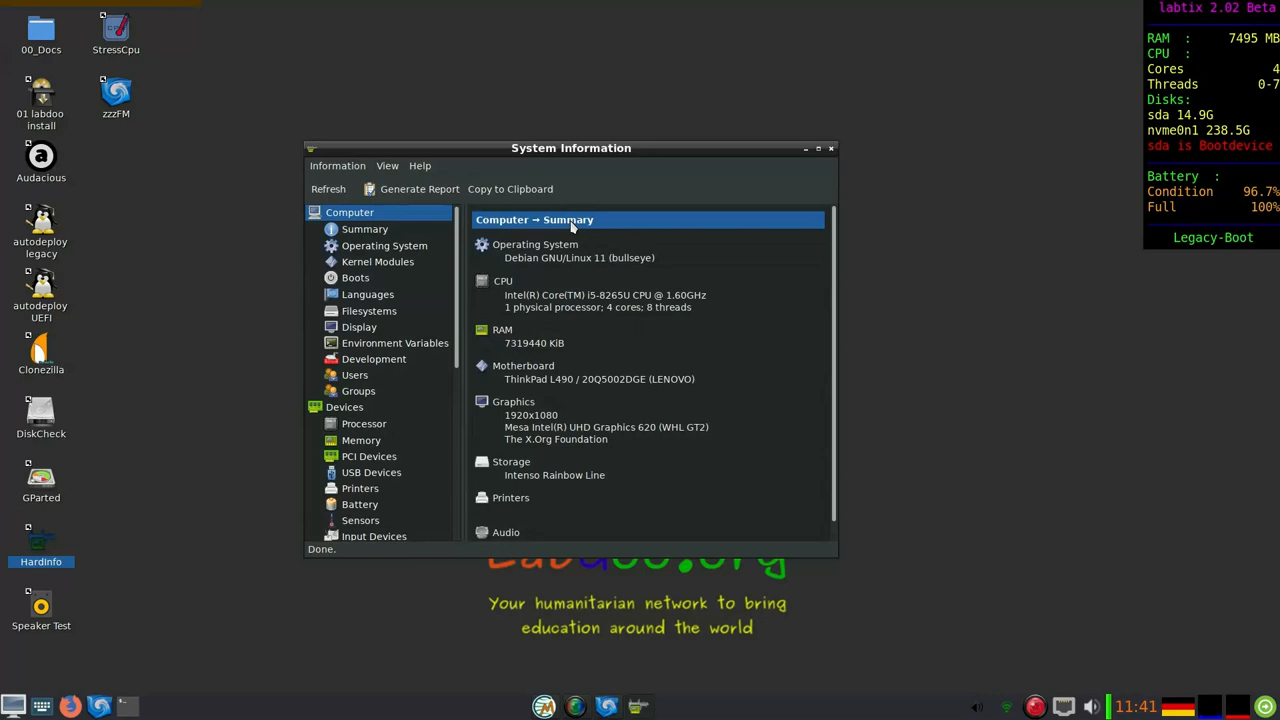 00_Docs
StressCpu
01 labdoo
install
zzzFM
Audacious
autodeploy
legacy
autodeploy
UEFI
Clonezilla
DiskCheck
GParted
HardInfo
Speaker Test
System Information
Information View Help
Refresh Generate Report Copy to Clipboard
Computer
Summary
Operating System
Kernel Modules
Boots
Languages
Filesystems
Display
Environment Variables
Development
Users
Groups
Devices
Processor
Memory
PCI Devices
USB Devices
Printers
Battery
Sensors
Input Devices
Computer → Summary
Operating System
Debian GNU/Linux 11 (bullseye)
CPU
Intel(R) Core(TM) i5-8265U CPU @ 1.60GHz
1 physical processor; 4 cores; 8 threads
RAM
7319440 KiB
Motherboard
ThinkPad L490 / 20Q5002DGE (LENOVO)
Graphics
1920x1080
Mesa Intel(R) UHD Graphics 620 (WHL GT2)
The X.Org Foundation
Storage
Intenso Rainbow Line
Printers
Audio
Done.
labtix 2.02 Beta
RAM : 7495 MB
CPU :
Cores 4
Threads 0-7
Disks:
sda 14.9G
nvme0n1 238.5G
sda is Bootdevice
Battery :
Condition 96.7%
Full 100%
Legacy-Boot
Labdoo.org
Your humanitarian network to bring
education around the world
11:41